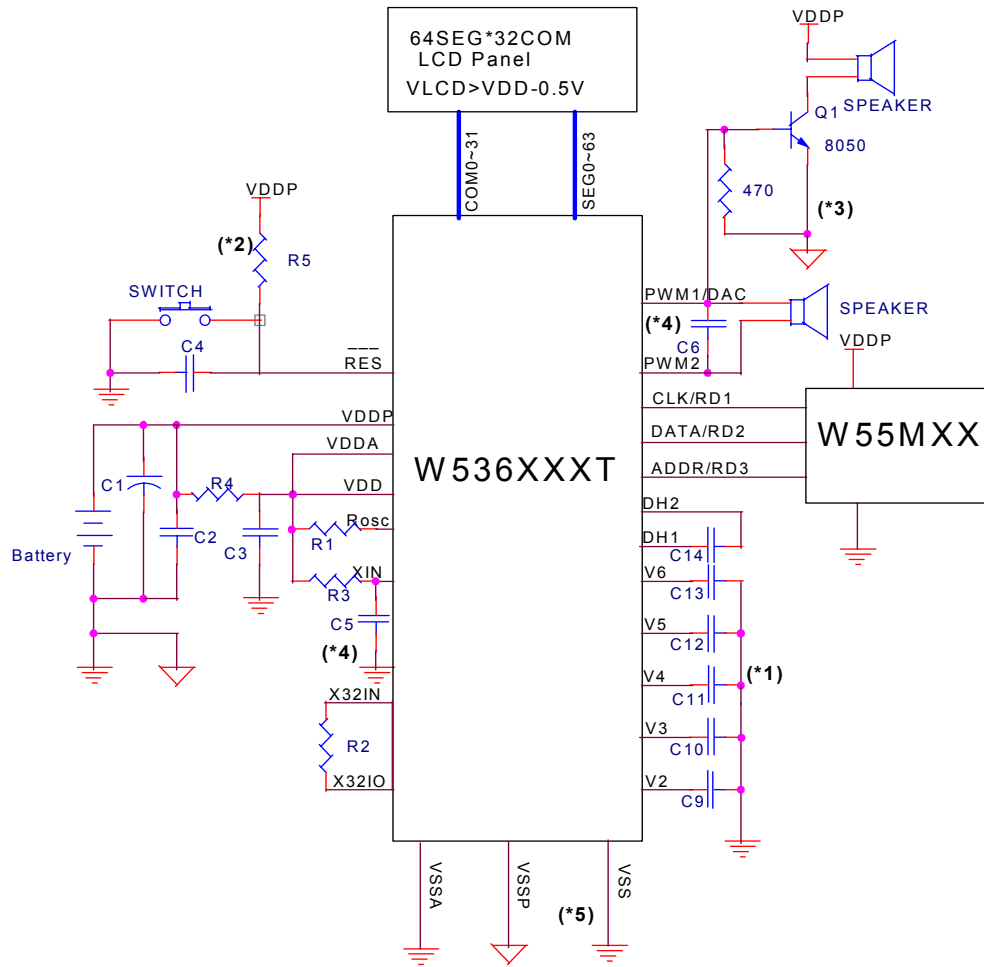 64SEG*32COM
LCD Panel
VLCD>VDD-0.5V
VDDP
SPEAKER
Q1
8050
470
(*3)
COM0~31
SEG0~63
VDDP
(*2)
R5
SWITCH
C4
RES
PWM1/DAC
(*4)
C6
SPEAKER
PWM2
VDDP
CLK/RD1
DATA/RD2
ADDR/RD3
W55MXX
W536XXXT
VDDP
VDDA
VDD
C1
R4
C2
C3
Battery
Rosc
R1
XIN
R3
C5
(*4)
X32IN
R2
X32IO
DH2
DH1
C14
V6
C13
V5
C12
V4
C11
(*1)
V3
C10
V2
C9
VSSA
VSSP
VSS
(*5)